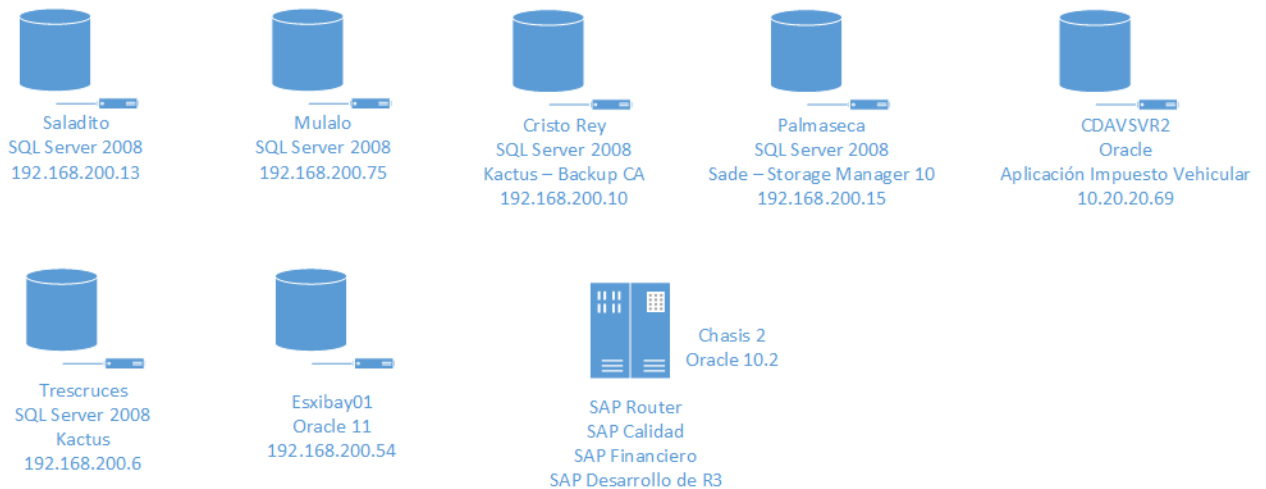 Saladito
SQL Server 2008
192.168.200.13
Mulalo
SQL Server 2008
192.168.200.75
Cristo Rey
SQL Server 2008
Kactus – Backup CA
192.168.200.10
Palmaseca
SQL Server 2008
Sade – Storage Manager 10
192.168.200.15
CDAVSVR2
Oracle
Aplicación Impuesto Vehicular
10.20.20.69
Trescruces
SQL Server 2008
Kactus
192.168.200.6
Esxibay01
Oracle 11
192.168.200.54
Chasis 2
Oracle 10.2
SAP Router
SAP Calidad
SAP Financiero
SAP Desarrollo de R3